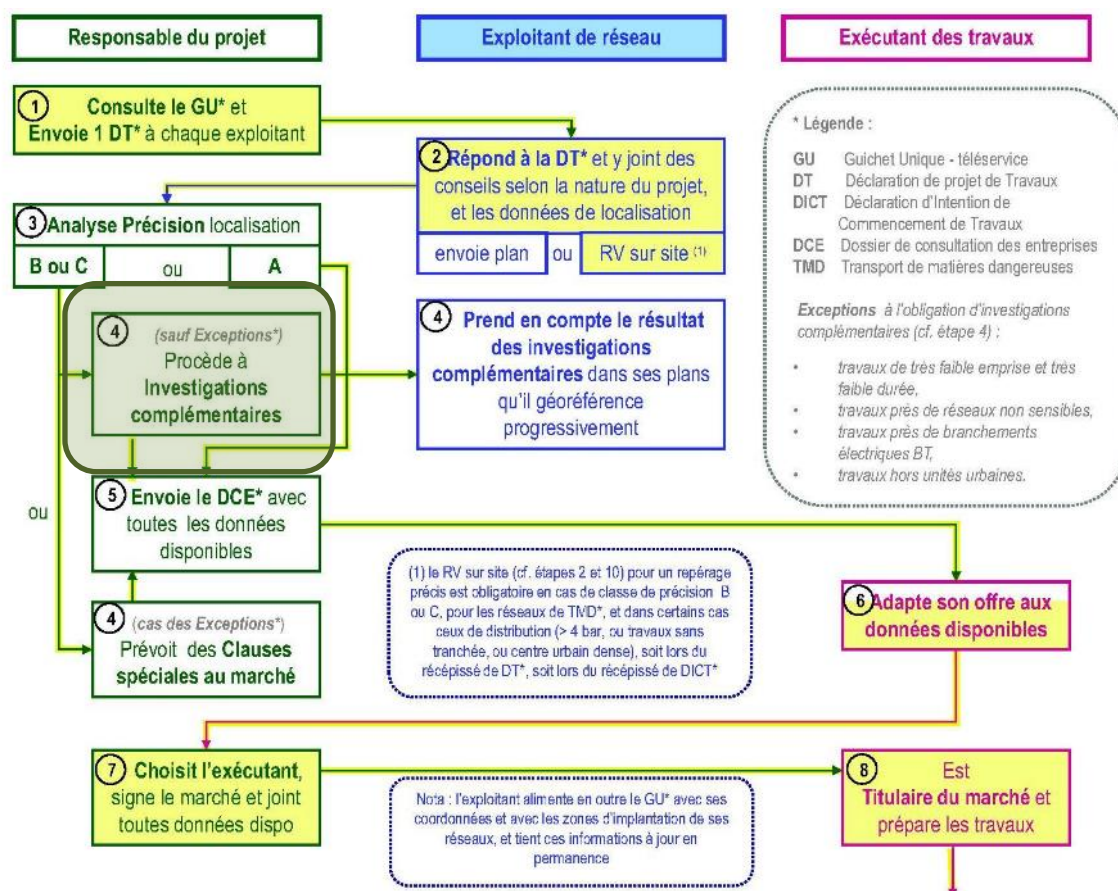 Responsable du projet
Exploitant de réseau
Exécutant des travaux
1
Consulte le GU* et
Envoie 1 DT* à chaque exploitant
2
Répond à la DT* et y joint des
conseils selon la nature du projet,
et les données de localisation
envoie plan ou RV sur site (1)
3
Analyse Précision localisation
B ou C ou A
4
(sauf Exceptions*)
Procède à
Investigations
complémentaires
4
Prend en compte le résultat
des investigations
complémentaires dans ses plans
qu'il géoréférence
progressivement
* Légende :
GU Guichet Unique - téléservice
DT Déclaration de projet de Travaux
DICT Déclaration d'Intention de
Commencement de Travaux
DCE Dossier de consultation des entreprises
TMD Transport de matières dangereuses
Exceptions à l'obligation d'investigations
complémentaires (cf. étape 4) :
• travaux de très faible emprise et très
faible durée,
• travaux près de réseaux non sensibles,
• travaux près de branchements
électriques BT,
• travaux hors unités urbaines.
ou
5
Envoie le DCE* avec
toutes les données
disponibles
4
(cas des Exceptions*)
Prévoit des Clauses
spéciales au marché
(1) le RV sur site (cf. étapes 2 et 10) pour un repérage
précis est obligatoire en cas de classe de précision B
ou C, pour les réseaux de TMD*, et dans certains cas
ceux de distribution (> 4 bar, ou travaux sans
tranchée, ou centre urbain dense), soit lors du
récépissé de DT*, soit lors du récépissé de DICT*
6
Adapte son offre aux
données disponibles
7
Choisit l'exécutant,
signe le marché et joint
toutes données dispo
Nota : l'exploitant alimente en outre le GU* avec ses
coordonnées et avec les zones d'implantation de ses
réseaux, et tient ces informations à jour en
permanence
8
Est
Titulaire du marché et
prépare les travaux